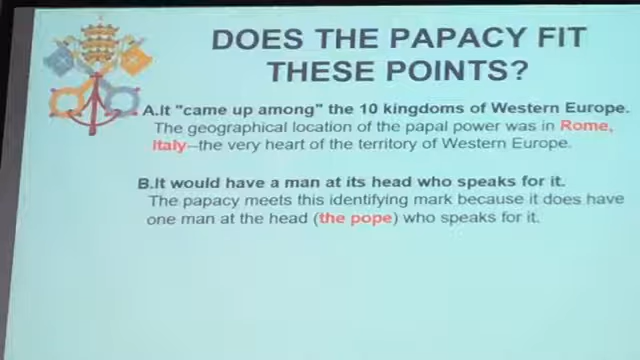 DOES THE PAPACY FIT
THESE POINTS?
A.It "came up among" the 10 kingdoms of Western Europe.
The geographical location of the papal power was in Rome,
Italy--the very heart of the territory of Western Europe.
B.It would have a man at its head who speaks for it.
The papacy meets this identifying mark because it does have
one man at the head (the pope) who speaks for it.